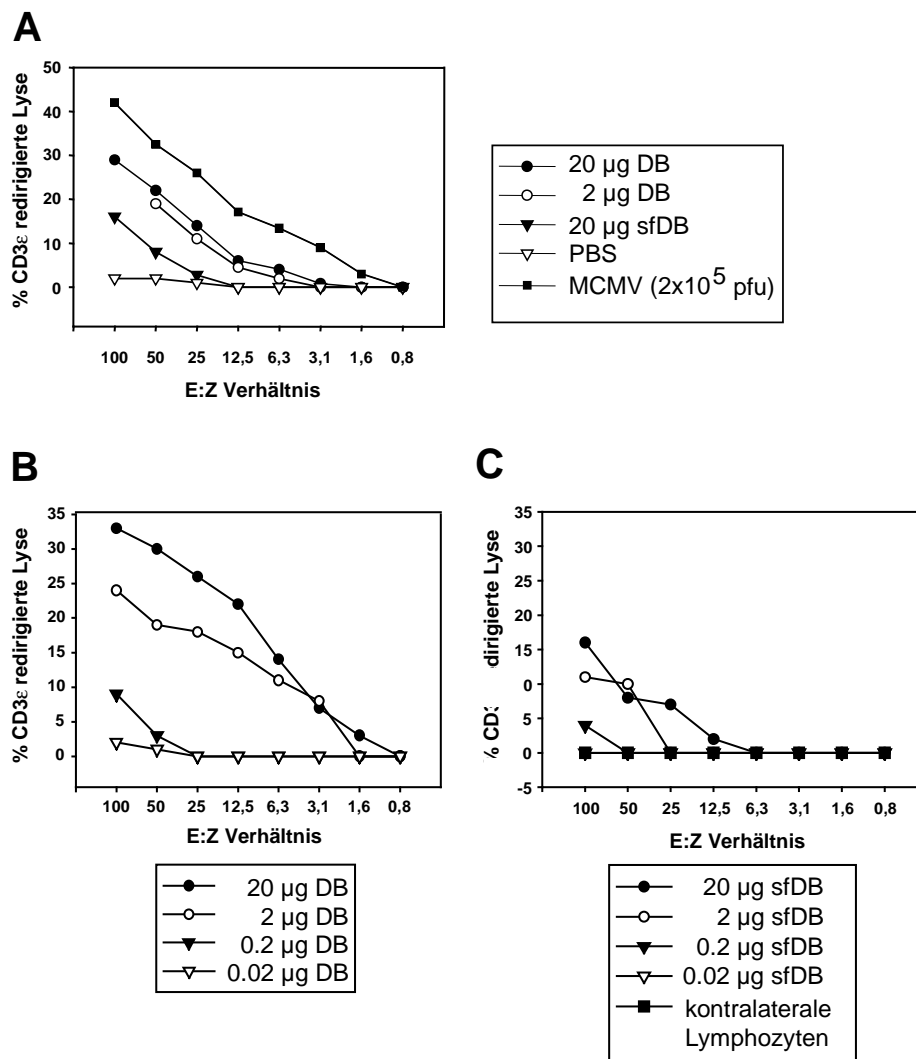 A
% CD3ε redirigierte Lyse
50
40
30
20
10
0
100 50 25 12,5 6,3 3,1 1,6 0,8
E:Z Verhältnis
20 µg DB
2 µg DB
20 µg sfDB
PBS
MCMV (2x10⁵ pfu)
B
% CD3ε redirigierte Lyse
35
30
25
20
15
10
5
0
100 50 25 12,5 6,3 3,1 1,6 0,8
E:Z Verhältnis
20 µg DB
2 µg DB
0.2 µg DB
0.02 µg DB
C
% CD3 dirigierte Lyse
35
30
25
20
15
0
5
0
-5
100 50 25 12,5 6,3 3,1 1,6 0,8
E:Z Verhältnis
20 µg sfDB
2 µg sfDB
0.2 µg sfDB
0.02 µg sfDB
kontralaterale
Lymphozyten